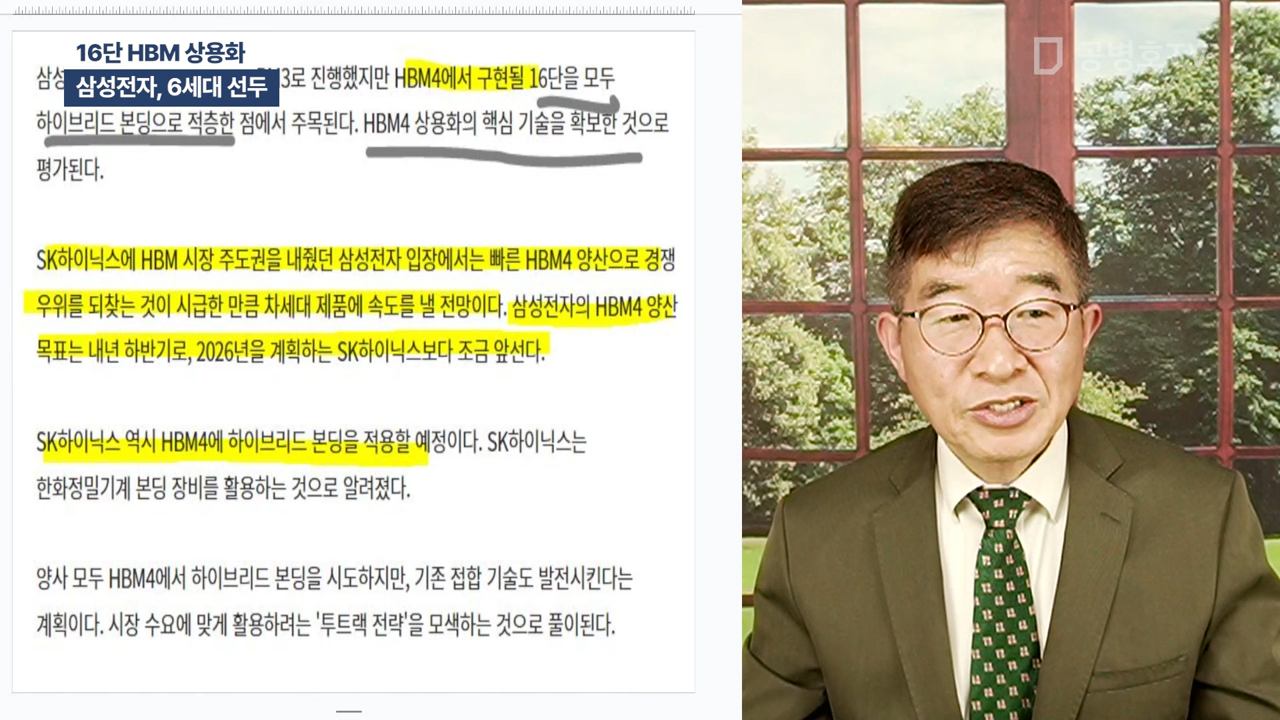 16단 HBM 상용화
삼성전자, 6세대 선두
삼성 3로 진행했지만 HBM4에서 구현될 16단을 모두
하이브리드 본딩으로 적층한 점에서 주목된다. HBM4 상용화의 핵심 기술을 확보한 것으로
평가된다.
SK하이닉스에 HBM 시장 주도권을 내줬던 삼성전자 입장에서는 빠른 HBM4 양산으로 경쟁
우위를 되찾는 것이 시급한 만큼 차세대 제품에 속도를 낼 전망이다. 삼성전자의 HBM4 양산
목표는 내년 하반기로, 2026년을 계획하는 SK하이닉스보다 조금 앞선다.
SK하이닉스 역시 HBM4에 하이브리드 본딩을 적용할 예정이다. SK하이닉스는
한화정밀기계 본딩 장비를 활용하는 것으로 알려졌다.
양사 모두 HBM4에서 하이브리드 본딩을 시도하지만, 기존 접합 기술도 발전시킨다는
계획이다. 시장 수요에 맞게 활용하려는 '투트랙 전략'을 모색하는 것으로 풀이된다.
공병호